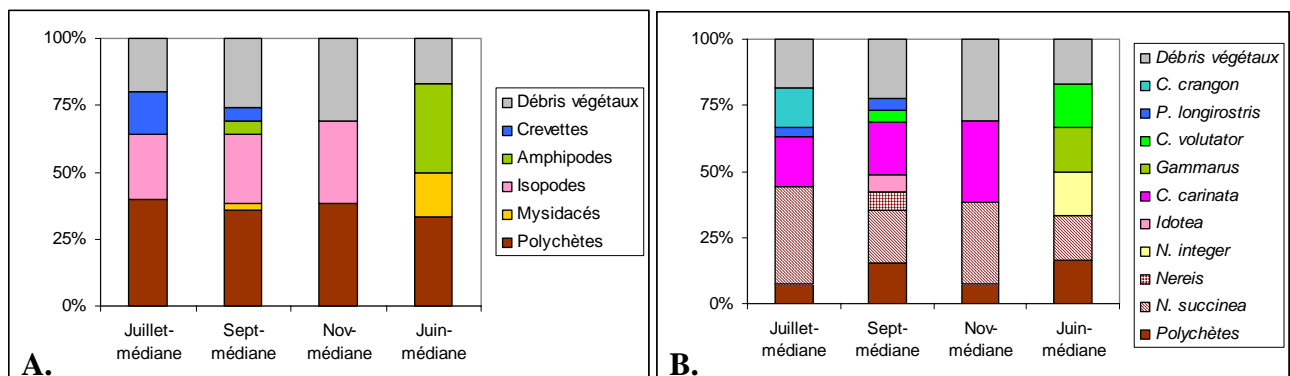 100%
75%
50%
25%
0%
Juillet-
médiane
Sept-
médiane
Nov-
médiane
Juin-
médiane
Débris végétaux
Crevettes
Amphipodes
Isopodes
Mysidacés
Polychètes
A.
100%
75%
50%
25%
0%
Juillet-
médiane
Sept-
médiane
Nov-
médiane
Juin-
médiane
Débris végétaux
C. crangon
P. longirostris
C. volutator
Gammarus
C. carinata
Idotea
N. integer
Nereis
N. succinea
Polychètes
B.